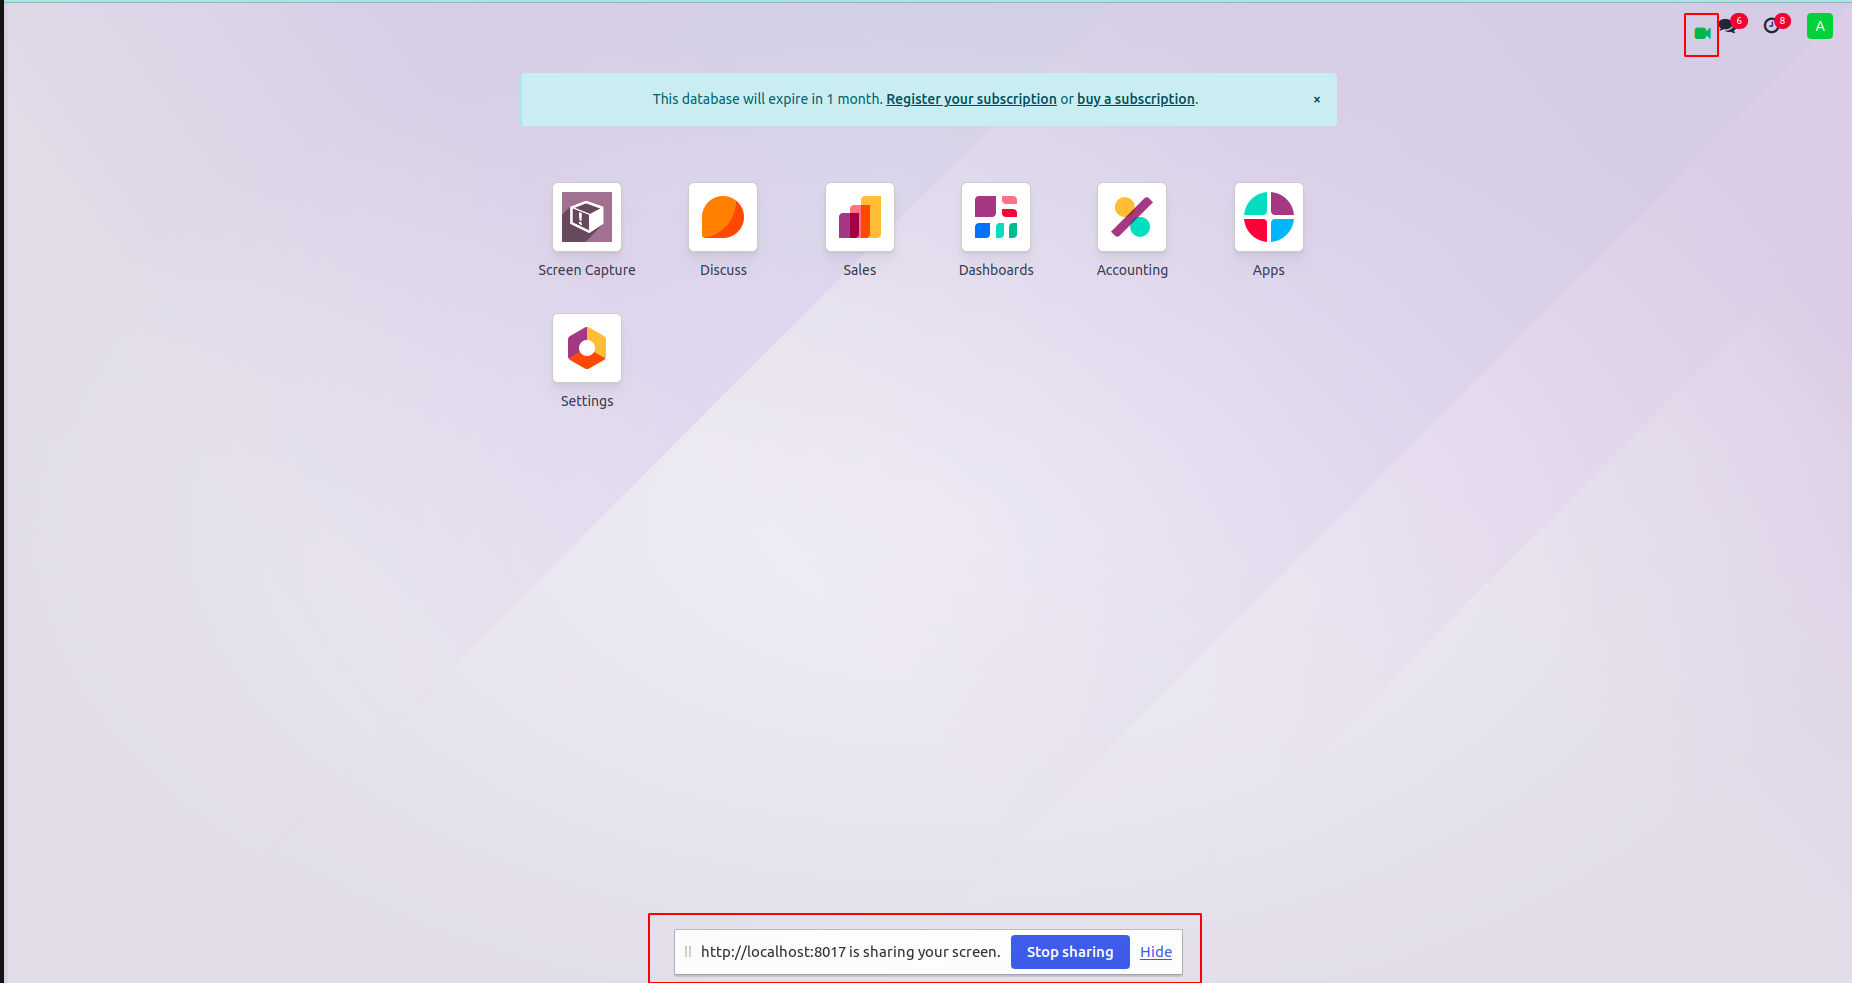 6
8
A
This database will expire in 1 month. Register your subscription or buy a subscription.
×
Screen Capture
Discuss
Sales
Dashboards
Accounting
Apps
Settings
http://localhost:8017 is sharing your screen.
Stop sharing
Hide